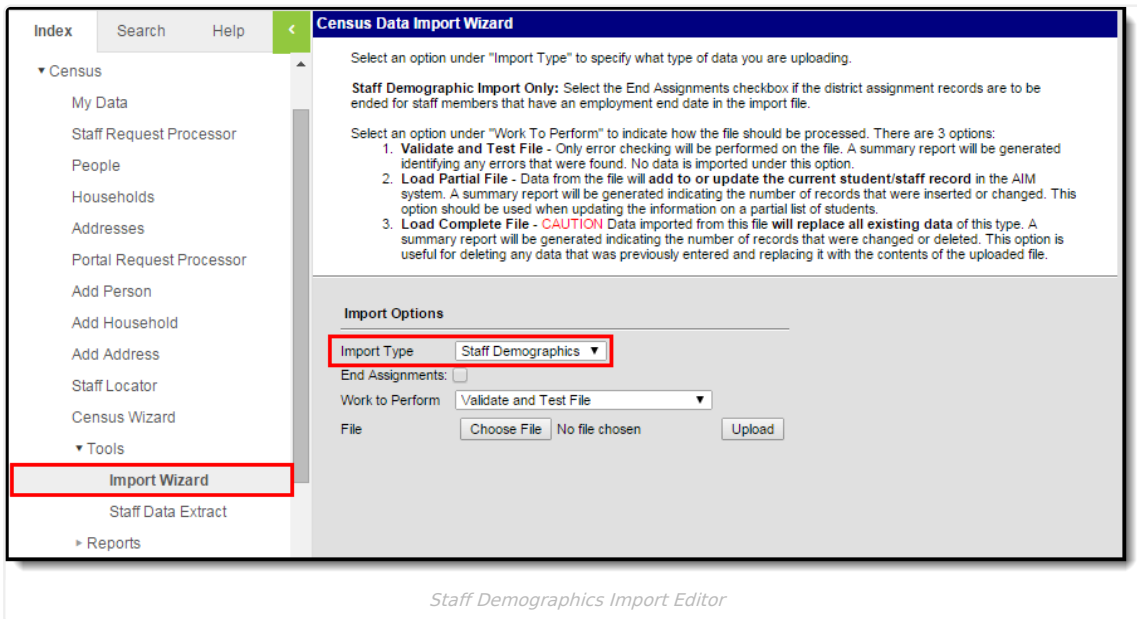 Index Search Help <
▾ Census
My Data
Staff Request Processor
People
Households
Addresses
Portal Request Processor
Add Person
Add Household
Add Address
Staff Locator
Census Wizard
▾ Tools
Import Wizard
Staff Data Extract
▸ Reports
Census Data Import Wizard
Select an option under "Import Type" to specify what type of data you are uploading.
Staff Demographic Import Only: Select the End Assignments checkbox if the district assignment records are to be
ended for staff members that have an employment end date in the import file.
Select an option under "Work To Perform" to indicate how the file should be processed. There are 3 options:
1. Validate and Test File - Only error checking will be performed on the file. A summary report will be generated
identifying any errors that were found. No data is imported under this option.
2. Load Partial File - Data from the file will add to or update the current student/staff record in the AIM
system. A summary report will be generated indicating the number of records that were inserted or changed. This
option should be used when updating the information on a partial list of students.
3. Load Complete File - CAUTION Data imported from this file will replace all existing data of this type. A
summary report will be generated indicating the number of records that were changed or deleted. This option is
useful for deleting any data that was previously entered and replacing it with the contents of the uploaded file.
Import Options
Import Type Staff Demographics ▼
End Assignments:
Work to Perform Validate and Test File ▼
File Choose File No file chosen Upload
Staff Demographics Import Editor